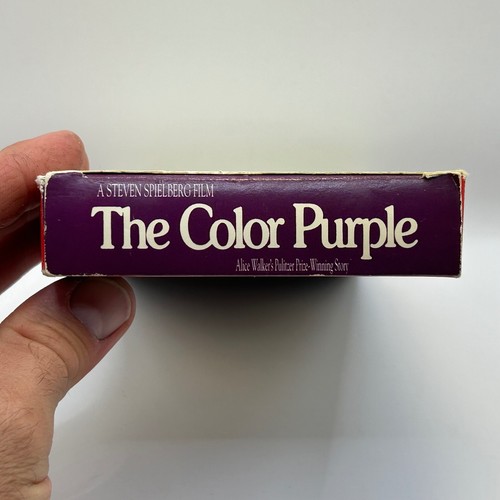 A STEVEN SPIELBERG FILM
The Color Purple
Alice Walker's Pulitzer Prize-Winning Story